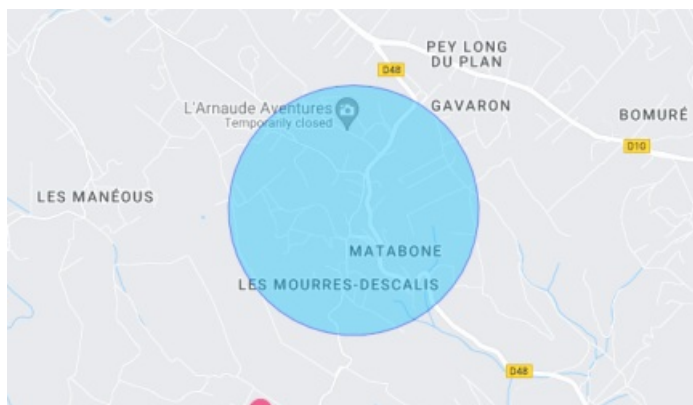 PEY LONG
DU PLAN
D48
L'Arnaude Aventures
Temporarily closed
GAVARON
BOMURÉ
D10
LES MANÉOUS
MATABONE
LES MOURRES-DESCALIS
D48